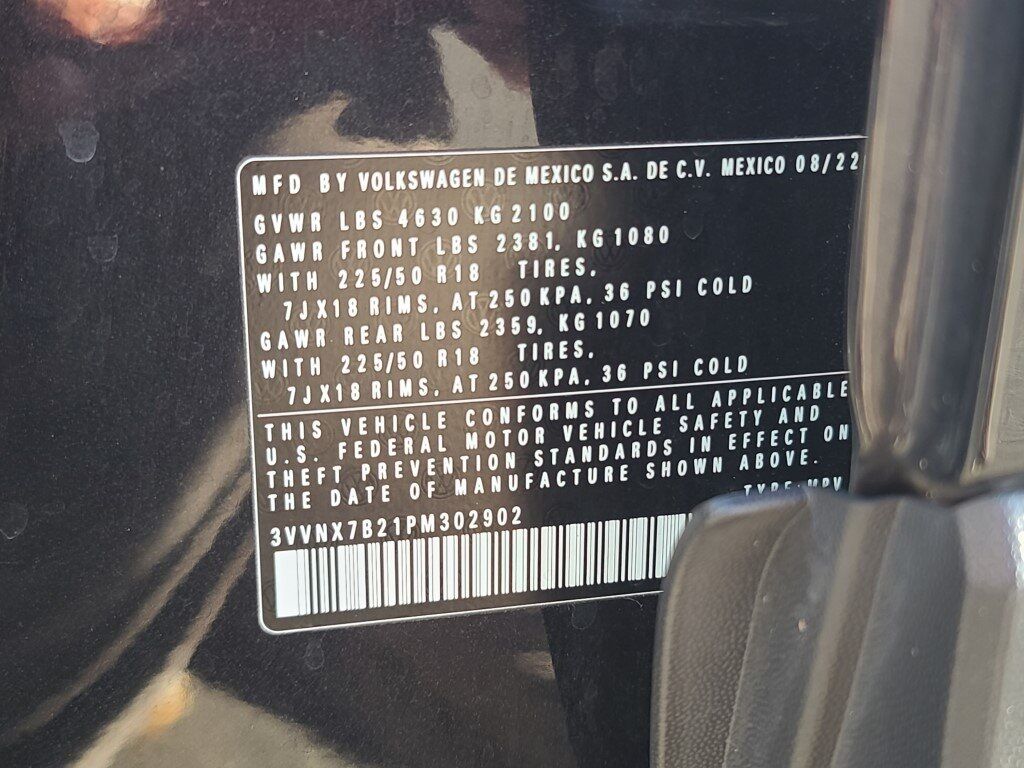 MFD BY VOLKSWAGEN DE MEXICO S.A. DE C.V. MEXICO 08/22
GVWR LBS 4630 KG 2100
GAWR FRONT LBS 2381, KG 1080
WITH 225/50 R18 TIRES,
7JX18 RIMS, AT 250 KPA, 36 PSI COLD
GAWR REAR LBS 2359, KG 1070
WITH 225/50 R18 TIRES,
7JX18 RIMS, AT 250 KPA, 36 PSI COLD
THIS VEHICLE CONFORMS TO ALL APPLICABLE
U.S. FEDERAL MOTOR VEHICLE SAFETY AND
THEFT PREVENTION STANDARDS IN EFFECT ON
THE DATE OF MANUFACTURE SHOWN ABOVE.
TYPE: MPV
3VVNX7B21PM302902